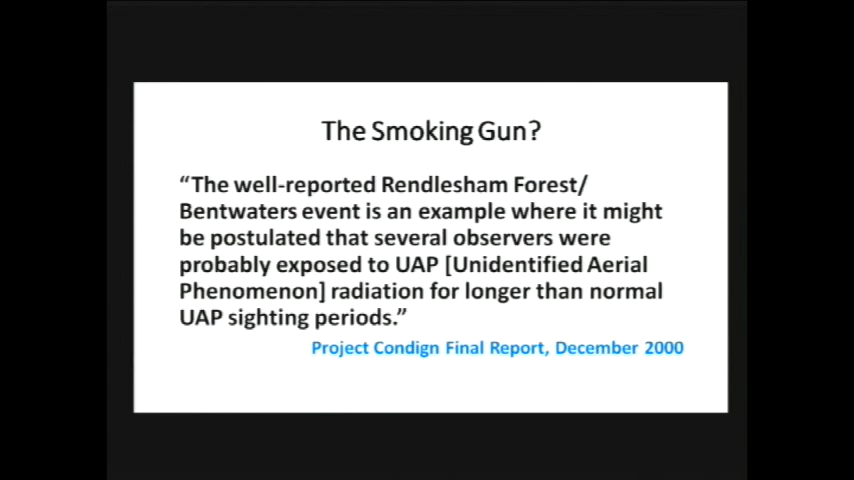 The Smoking Gun?
“The well-reported Rendlesham Forest/
Bentwaters event is an example where it might
be postulated that several observers were
probably exposed to UAP [Unidentified Aerial
Phenomenon] radiation for longer than normal
UAP sighting periods.”
Project Condign Final Report, December 2000